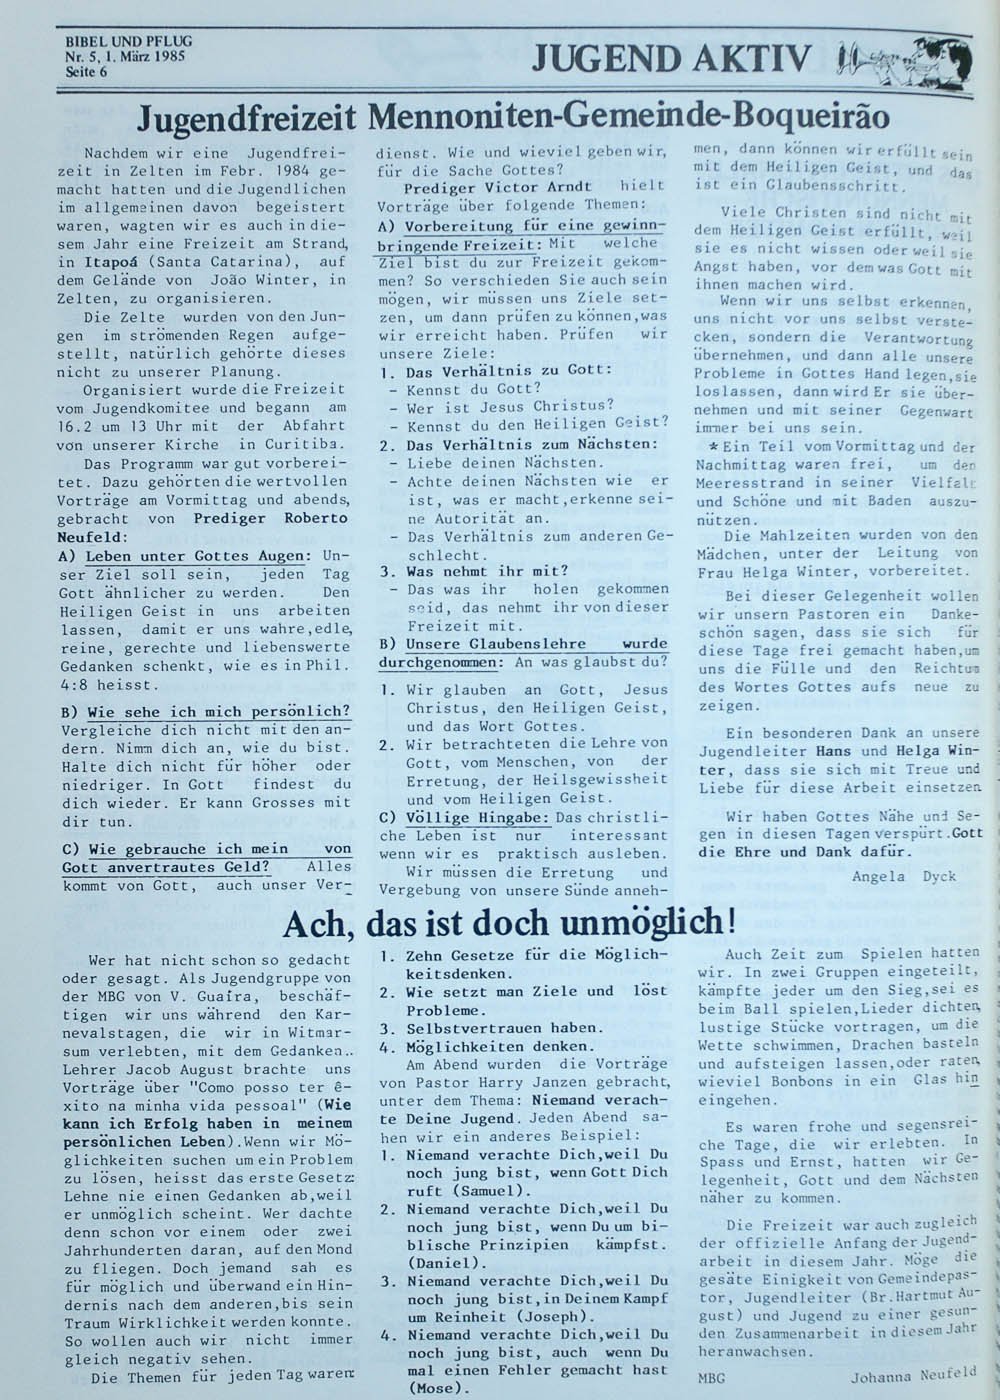 BIBEL UND PFLUG
Nr. 5, 1. März 1985
Seite 6
JUGEND AKTIV
Jugendfreizeit Mennoniten-Gemeinde-Boqueirão
Nachdem wir eine Jugendfrei-
zeit in Zelten im Febr. 1984 ge-
macht hatten und die Jugendlichen
im allgemeinen davon begeistert
waren, wagten wir es auch in die-
sem Jahr eine Freizeit am Strand,
in Itapoá (Santa Catarina), auf
dem Gelände von João Winter, in
Zelten, zu organisieren.
Die Zelte wurden von den Jun-
gen im strömenden Regen aufge-
stellt, natürlich gehörte dieses
nicht zu unserer Planung.
Organisiert wurde die Freizeit
vom Jugendkomitee und begann am
16.2 um 13 Uhr mit der Abfahrt
von unserer Kirche in Curitiba.
Das Programm war gut vorberei-
tet. Dazu gehörten die wertvollen
Vorträge am Vormittag und abends,
gebracht von Prediger Roberto
Neufeld:
A) Leben unter Gottes Augen: Un-
ser Ziel soll sein, jeden Tag
Gott ähnlicher zu werden. Den
Heiligen Geist in uns arbeiten
lassen, damit er uns wahre,edle,
reine, gerechte und liebenswerte
Gedanken schenkt, wie es in Phil.
4:8 heisst.
B) Wie sehe ich mich persönlich?
Vergleiche dich nicht mit den an-
dern. Nimm dich an, wie du bist.
Halte dich nicht für höher oder
niedriger. In Gott findest du
dich wieder. Er kann Grosses mit
dir tun.
C) Wie gebrauche ich mein von
Gott anvertrautes Geld? Alles
kommt von Gott, auch unser Ver-
dienst. Wie und wieviel geben wir,
für die Sache Gottes?
Prediger Victor Arndt hielt
Vorträge über folgende Themen:
A) Vorbereitung für eine gewinn-
bringende Freizeit: Mit welche
Ziel bist du zur Freizeit gekom-
men? So verschieden Sie auch sein
mögen, wir müssen uns Ziele set-
zen, um dann prüfen zu können,was
wir erreicht haben. Prüfen wir
unsere Ziele:
1. Das Verhältnis zu Gott:
- Kennst du Gott?
- Wer ist Jesus Christus?
- Kennst du den Heiligen Geist?
2. Das Verhältnis zum Nächsten:
- Liebe deinen Nächsten.
- Achte deinen Nächsten wie er
ist, was er macht,erkenne sei-
ne Autorität an.
- Das Verhältnis zum anderen Ge-
schlecht.
3. Was nehmt ihr mit?
- Das was ihr holen gekommen
seid, das nehmt ihr von dieser
Freizeit mit.
B) Unsere Glaubenslehre wurde
durchgenommen: An was glaubst du?
1. Wir glauben an Gott, Jesus
Christus, den Heiligen Geist,
und das Wort Gottes.
2. Wir betrachteten die Lehre von
Gott, vom Menschen, von der
Erretung, der Heilsgewissheit
und vom Heiligen Geist.
C) Völlige Hingabe: Das christli-
che Leben ist nur interessant
wenn wir es praktisch ausleben.
Wir müssen die Erretung und
Vergebung von unsere Sünde anneh-
men, dann können wir erfüllt sein
mit dem Heiligen Geist, und das
ist ein Glaubensschritt.
Viele Christen sind nicht mit
dem Heiligen Geist erfüllt, weil
sie es nicht wissen oder weil sie
Angst haben, vor dem was Gott mit
ihnen machen wird.
Wenn wir uns selbst erkennen,
uns nicht vor uns selbst verste-
cken, sondern die Verantwortung
übernehmen, und dann alle unsere
Probleme in Gottes Hand legen,sie
loslassen, dann wird Er sie über-
nehmen und mit seiner Gegenwart
immer bei uns sein.
*Ein Teil vom Vormittag und der
Nachmittag waren frei, um den
Meeresstrand in seiner Vielfalt
und Schöne und mit Baden auszu-
nützen.
Die Mahlzeiten wurden von den
Mädchen, unter der Leitung von
Frau Helga Winter, vorbereitet.
Bei dieser Gelegenheit wollen
wir unsern Pastoren ein Danke-
schön sagen, dass sie sich für
diese Tage frei gemacht haben,um
uns die Fülle und den Reichtum
des Wortes Gottes aufs neue zu
zeigen.
Ein besonderen Dank an unsere
Jugendleiter Hans und Helga Win-
ter, dass sie sich mit Treue und
Liebe für diese Arbeit einsetzen
Wir haben Gottes Nähe und Se-
gen in diesen Tagen verspürt.Gott
die Ehre und Dank dafür.
Angela Dyck
Ach, das ist doch unmöglich!
Wer hat nicht schon so gedacht
oder gesagt. Als Jugendgruppe von
der MBG von V. Guaira, beschäf-
tigen wir uns während den Kar-
nevalstagen, die wir in Witmar-
sum verlebten, mit dem Gedanken..
Lehrer Jacob August brachte uns
Vorträge über "Como posso ter ê-
xito na minha vida pessoal" (Wie
kann ich Erfolg haben in meinem
persönlichen Leben).Wenn wir Mö-
glichkeiten suchen um ein Problem
zu lösen, heisst das erste Gesetz:
Lehne nie einen Gedanken ab,weil
er unmöglich scheint. Wer dachte
denn schon vor einem oder zwei
Jahrhunderten daran, auf den Mond
zu fliegen. Doch jemand sah es
für möglich und überwand ein Hin-
dernis nach dem anderen,bis sein
Traum Wirklichkeit werden konnte.
So wollen auch wir nicht immer
gleich negativ sehen.
Die Themen für jeden Tag waren:
1. Zehn Gesetze für die Möglich-
keitsdenken.
2. Wie setzt man Ziele und löst
Probleme.
3. Selbstvertrauen haben.
4. Möglichkeiten denken.
Am Abend wurden die Vorträge
von Pastor Harry Janzen gebracht,
unter dem Thema: Niemand verach-
te Deine Jugend. Jeden Abend sa-
hen wir ein anderes Beispiel:
1. Niemand verachte Dich,weil Du
noch jung bist, wenn Gott Dich
ruft (Samuel).
2. Niemand verachte Dich,weil Du
noch jung bist, wenn Du um bi-
blische Prinzipien kämpfst.
(Daniel).
3. Niemand verachte Dich,weil Du
noch jung bist,in Deinem Kampf
um Reinheit (Joseph).
4. Niemand verachte Dich,weil Du
noch jung bist, auch wenn Du
mal einen Fehler gemacht hast
(Mose).
Auch Zeit zum Spielen hatten
wir. In zwei Gruppen eingeteilt,
kämpfte jeder um den Sieg,sei es
beim Ball spielen,Lieder dichten,
lustige Stücke vortragen, um die
Wette schwimmen, Drachen basteln
und aufsteigen lassen,oder raten,
wieviel Bonbons in ein Glas hin
eingehen.
Es waren frohe und segensrei-
che Tage, die wir erlebten. In
Spass und Ernst, hatten wir Ge-
legenheit, Gott und dem Nächsten
näher zu kommen.
Die Freizeit war auch zugleich
der offizielle Anfang der Jugend-
arbeit in diesem Jahr. Möge die
gesäte Einigkeit von Gemeindepas-
tor, Jugendleiter (Br.Hartmut Au-
gust) und Jugend zu einer gesun-
den Zusammenarbeit in diesem Jahr
heranwachsen.
MBG Johanna Neufeld